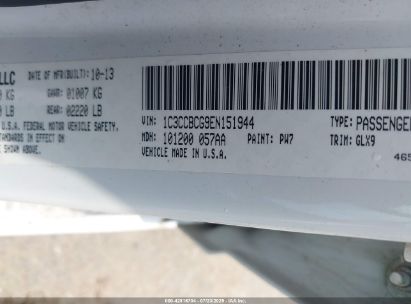 LLC DATE OF MFR(BUILT): 10-13
KG GAWR: 01007 KG
LB REAR: 02220 LB
U.S.A. FEDERAL MOTOR VEHICLE SAFETY.
STANDARDS IN EFFECT ON
SHOWN ABOVE.
VIN: 1C3CCBCG9EN151944 TYPE: PASSENGE
MDH: 101200 057AA PAINT: PW7 TRIM: GLX9
VEHICLE MADE IN U.S.A. 465